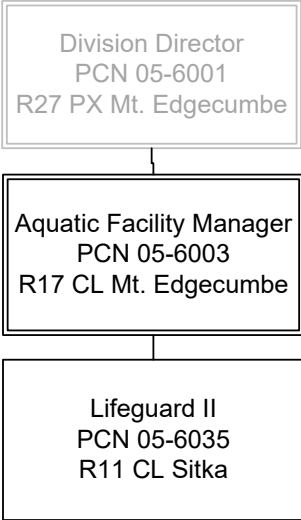 Division Director
PCN 05-6001
R27 PX Mt. Edgecumbe
Aquatic Facility Manager
PCN 05-6003
R17 CL Mt. Edgecumbe
Lifeguard II
PCN 05-6035
R11 CL Sitka